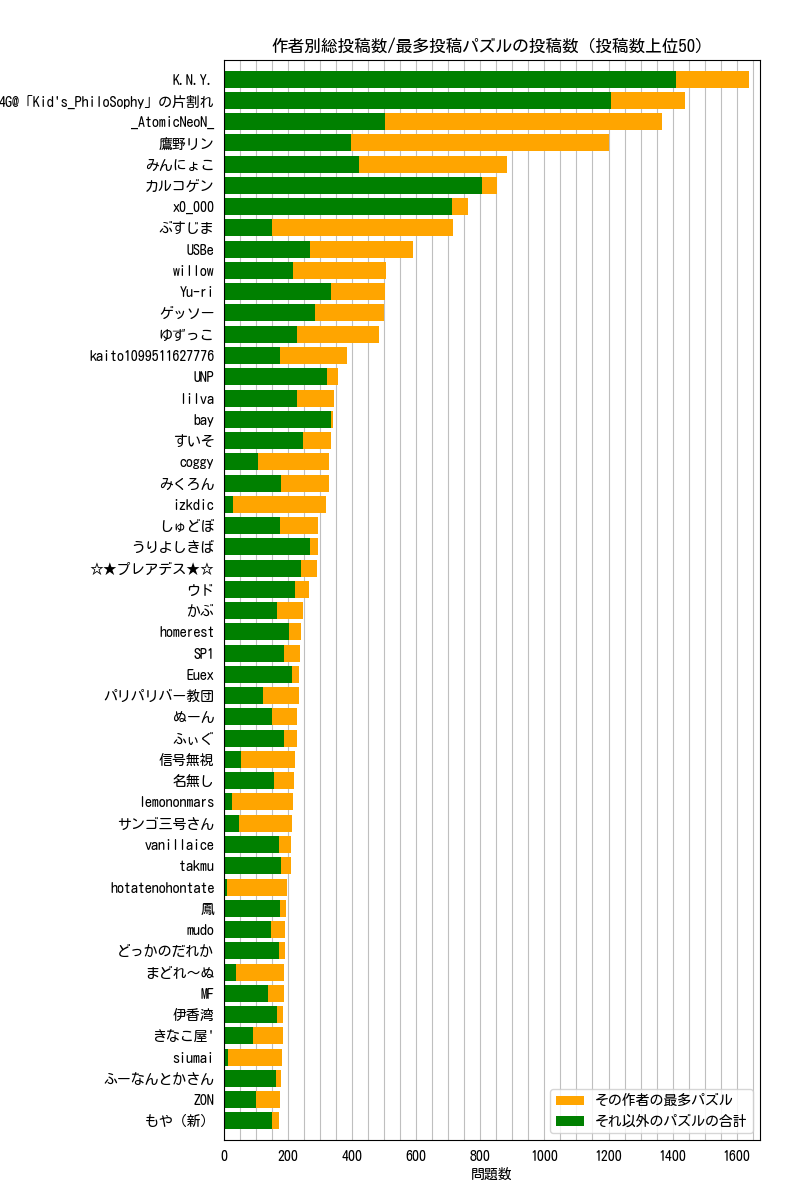 作者別総投稿数/最多投稿パズルの投稿数 (投稿数上位50)
K.N.Y.
4G@「Kid's_PhiloSophy」の片割れ
_AtomicNeoN_
鷹野リン
みんにょこ
カルコゲン
x0_000
ぶすじま
USBe
willow
Yu-ri
ゲッソー
ゆずっこ
kaito1099511627776
UNP
lilva
bay
すいそ
coggy
みくろん
izkdic
しゅどぼ
うりよしきば
☆★プレアデス★☆
ウド
かぶ
homerest
SP1
Euex
パリパリバー教団
ぬーん
ふぃぐ
信号無視
名無し
lemononmars
サンゴ三号さん
vanillaice
takmu
hotatenohontate
鳳
mudo
どっかのだれか
まどれ～ぬ
MF
伊香湾
きなこ屋'
siumai
ふーなんとかさん
ZON
もや（新）
その作者の最多パズル
それ以外のパズルの合計
0 200 400 600 800 1000 1200 1400 1600
問題数